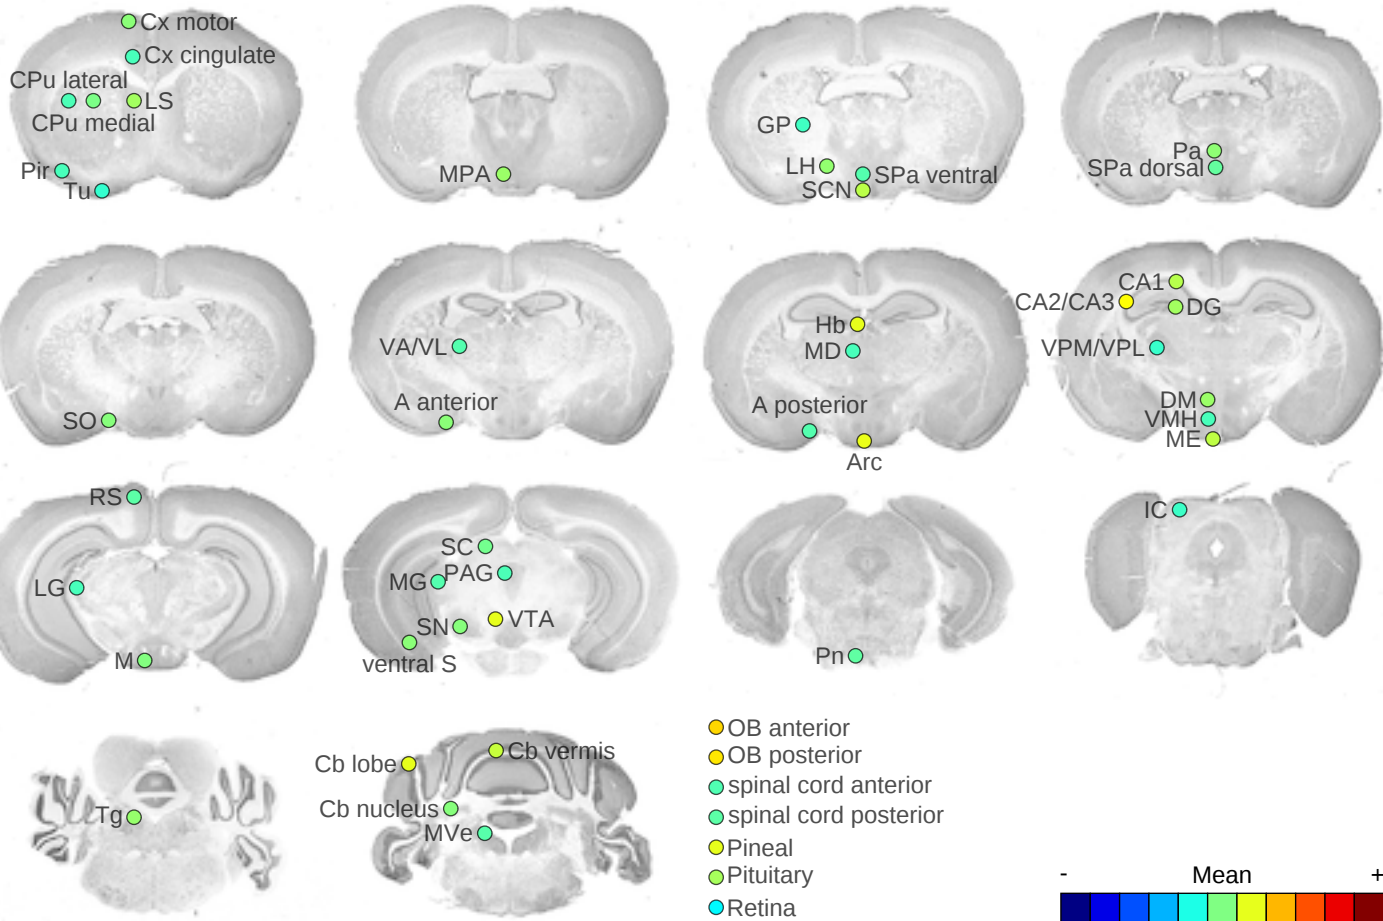 Cx motor
Cx cingulate
CPu lateral
LS
CPu medial
Pir
Tu
MPA
GP
LH
SPa ventral
SCN
Pa
SPa dorsal
SO
VA/VL
A anterior
Hb
MD
A posterior
Arc
CA1
CA2/CA3
DG
VPM/VPL
DM
VMH
ME
RS
LG
M
SC
MG
PAG
SN
VTA
ventral S
Pn
IC
Tg
Cb lobe
Cb vermis
Cb nucleus
MVe
OB anterior
OB posterior
spinal cord anterior
spinal cord posterior
Pineal
Pituitary
Retina
- Mean +